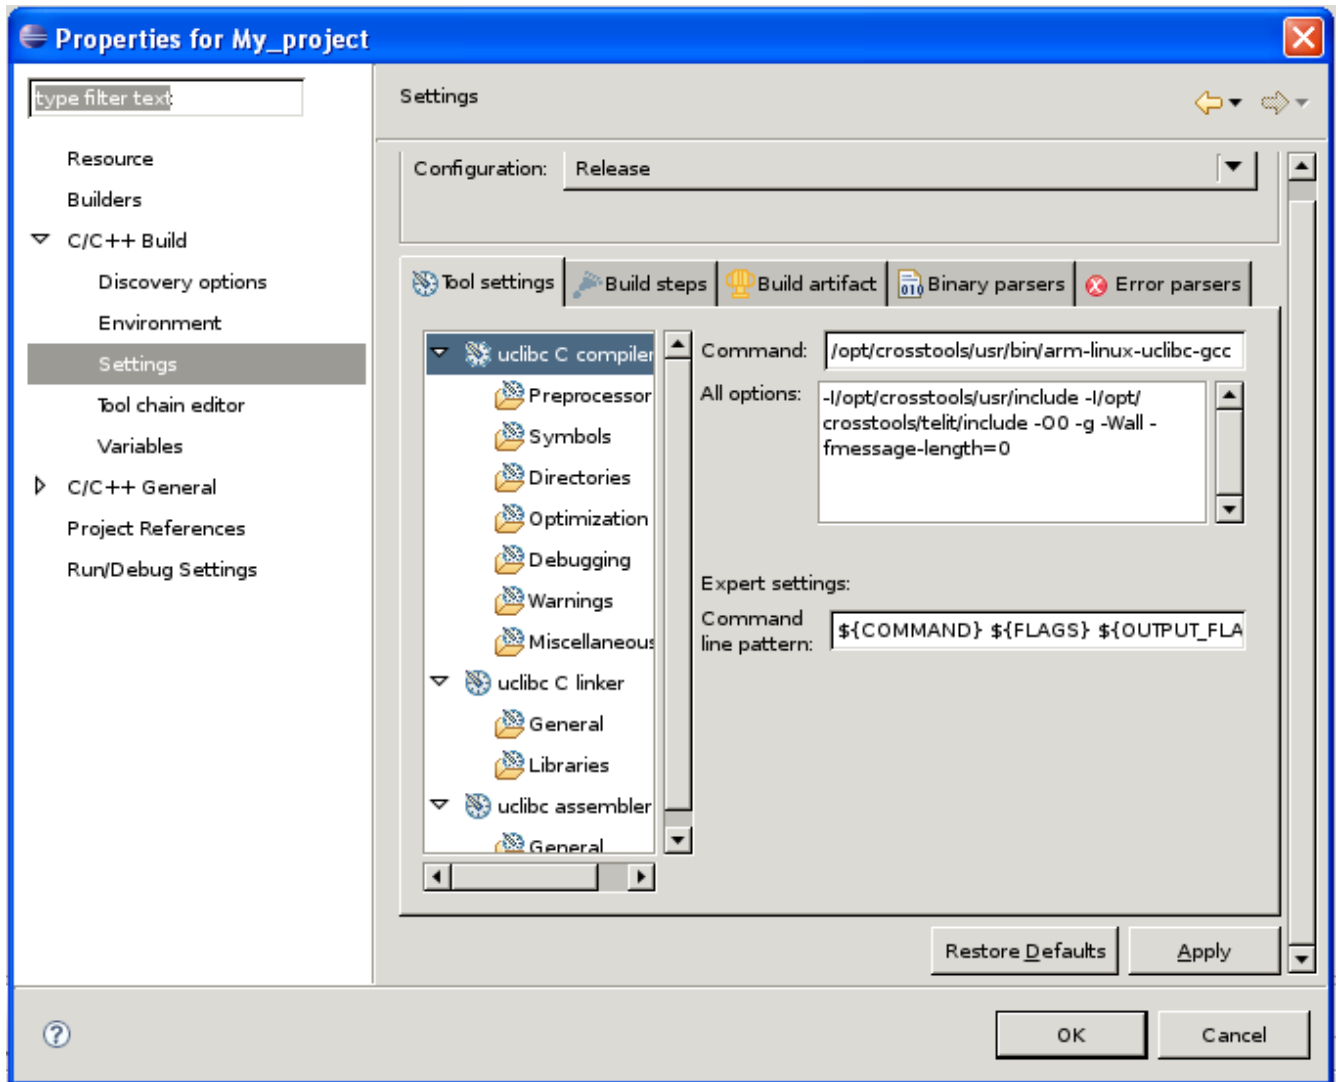 Properties for My_project
type filter text
Resource
Builders
C/C++ Build
Discovery options
Environment
Settings
Tool chain editor
Variables
C/C++ General
Project References
Run/Debug Settings
Settings
Configuration: Release
Tool settings Build steps Build artifact Binary parsers Error parsers
uclibc C compiler
Preprocessor
Symbols
Directories
Optimization
Debugging
Warnings
Miscellaneous
uclibc C linker
General
Libraries
uclibc assembler
General
Command: /opt/crosstools/usr/bin/arm-linux-uclibc-gcc
All options: -I/opt/crosstools/usr/include -I/opt/
crosstools/telit/include -O0 -g -Wall -
fmessage-length=0
Expert settings:
Command
line pattern: ${COMMAND} ${FLAGS} ${OUTPUT_FLA
Restore Defaults Apply
OK Cancel